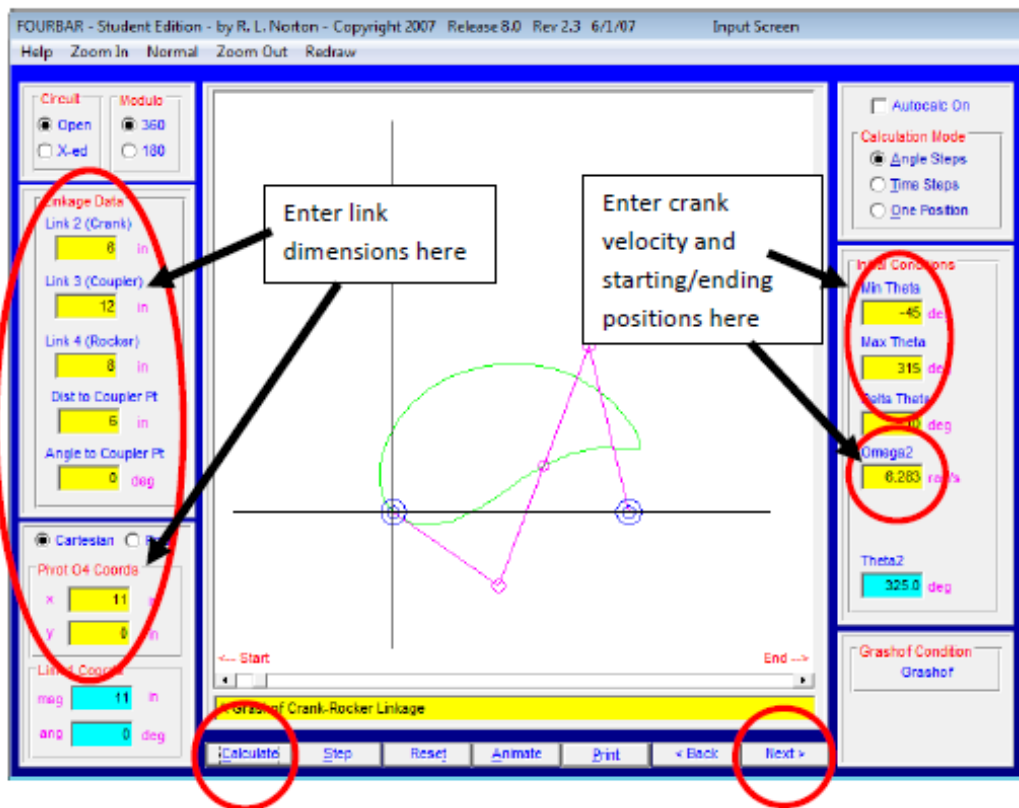 FOURBAR - Student Edition - by R. L. Norton - Copyright 2007 Release 8.0 Rev 2.3 6/1/07 Input Screen
Help Zoom In Normal Zoom Out Redraw
Circuit
Open
X-ed
Modulo
360
180
Linkage Data
Link 2 (Crank)
6 in
Link 3 (Coupler)
12 in
Link 4 (Rocker)
8 in
Dist to Coupler Pt
6 in
Angle to Coupler Pt
0 deg
Cartesian
Pivot O4 Coords
x 11 in
y 0 in
Link 1 Coords
mag 11 in
ang 0 deg
Enter link
dimensions here
Enter crank
velocity and
starting/ending
positions here
<-- Start
End -->
Grashof Crank-Rocker Linkage
Calculate Step Reset Animate Print < Back Next >
Autocalc On
Calculation Mode
Angle Steps
Time Steps
One Position
Initial Conditions
Min Theta
-45 deg
Max Theta
315 deg
Delta Theta
deg
Omega2
6.283 rad/s
Theta2
325.0 deg
Grashof Condition
Grashof